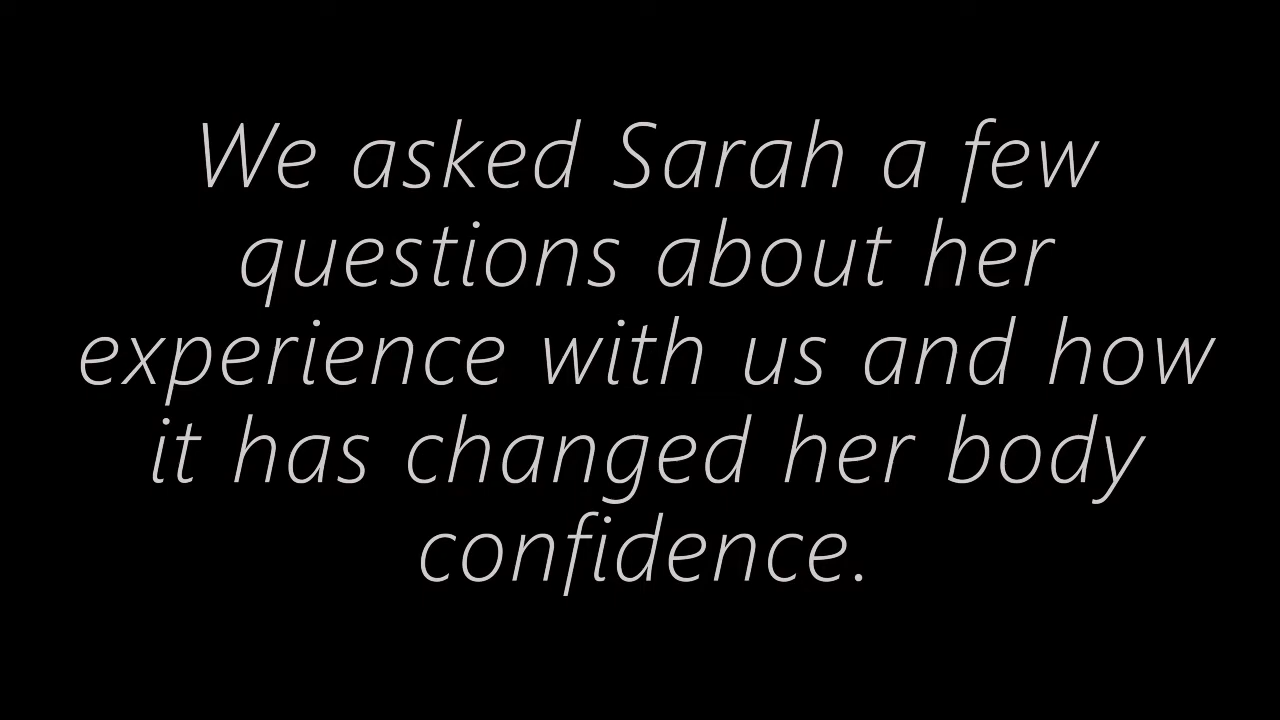 We asked Sarah a few
questions about her
experience with us and how
it has changed her body
confidence.